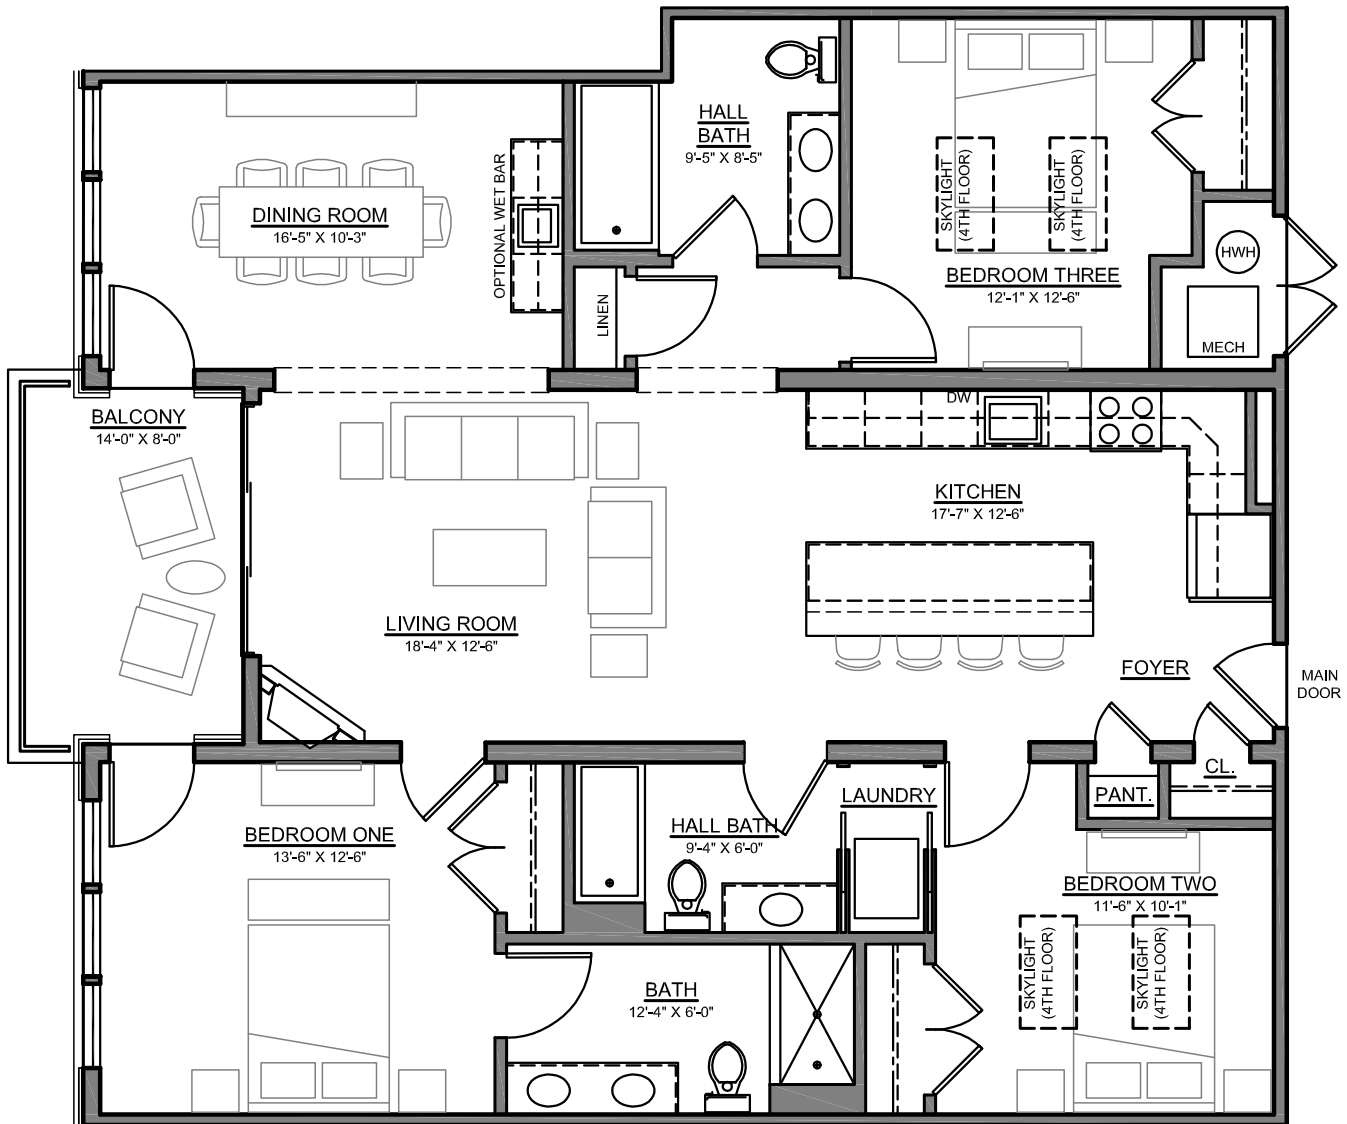 HALL
BATH
9'-5" X 8'-5"
SKYLIGHT
(4TH FLOOR)
SKYLIGHT
(4TH FLOOR)
DINING ROOM
16'-5" X 10'-3"
OPTIONAL WET BAR
HWH
BEDROOM THREE
12'-1" X 12'-6"
LINEN
MECH
DW
BALCONY
14'-0" X 8'-0"
KITCHEN
17'-7" X 12'-6"
LIVING ROOM
18'-4" X 12'-6"
FOYER
MAIN
DOOR
CL.
PANT.
LAUNDRY
HALL BATH
9'-4" X 6'-0"
BEDROOM ONE
13'-6" X 12'-6"
BEDROOM TWO
11'-6" X 10'-1"
SKYLIGHT
(4TH FLOOR)
SKYLIGHT
(4TH FLOOR)
BATH
12'-4" X 6'-0"